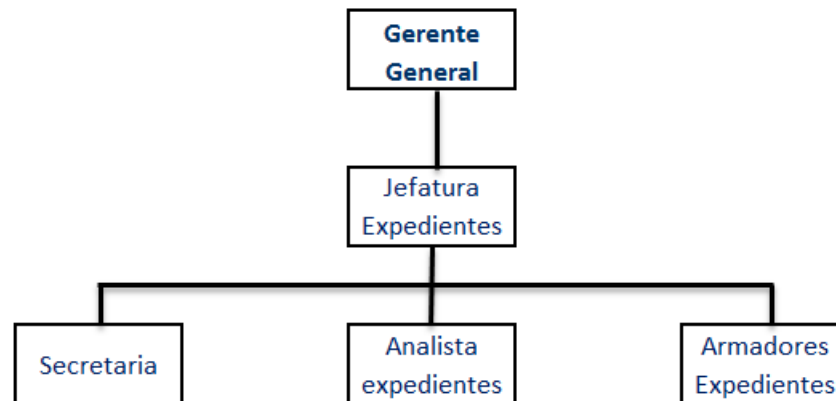 Gerente
General
Jefatura
Expedientes
Secretaria
Analista
expedientes
Armadores
Expedientes